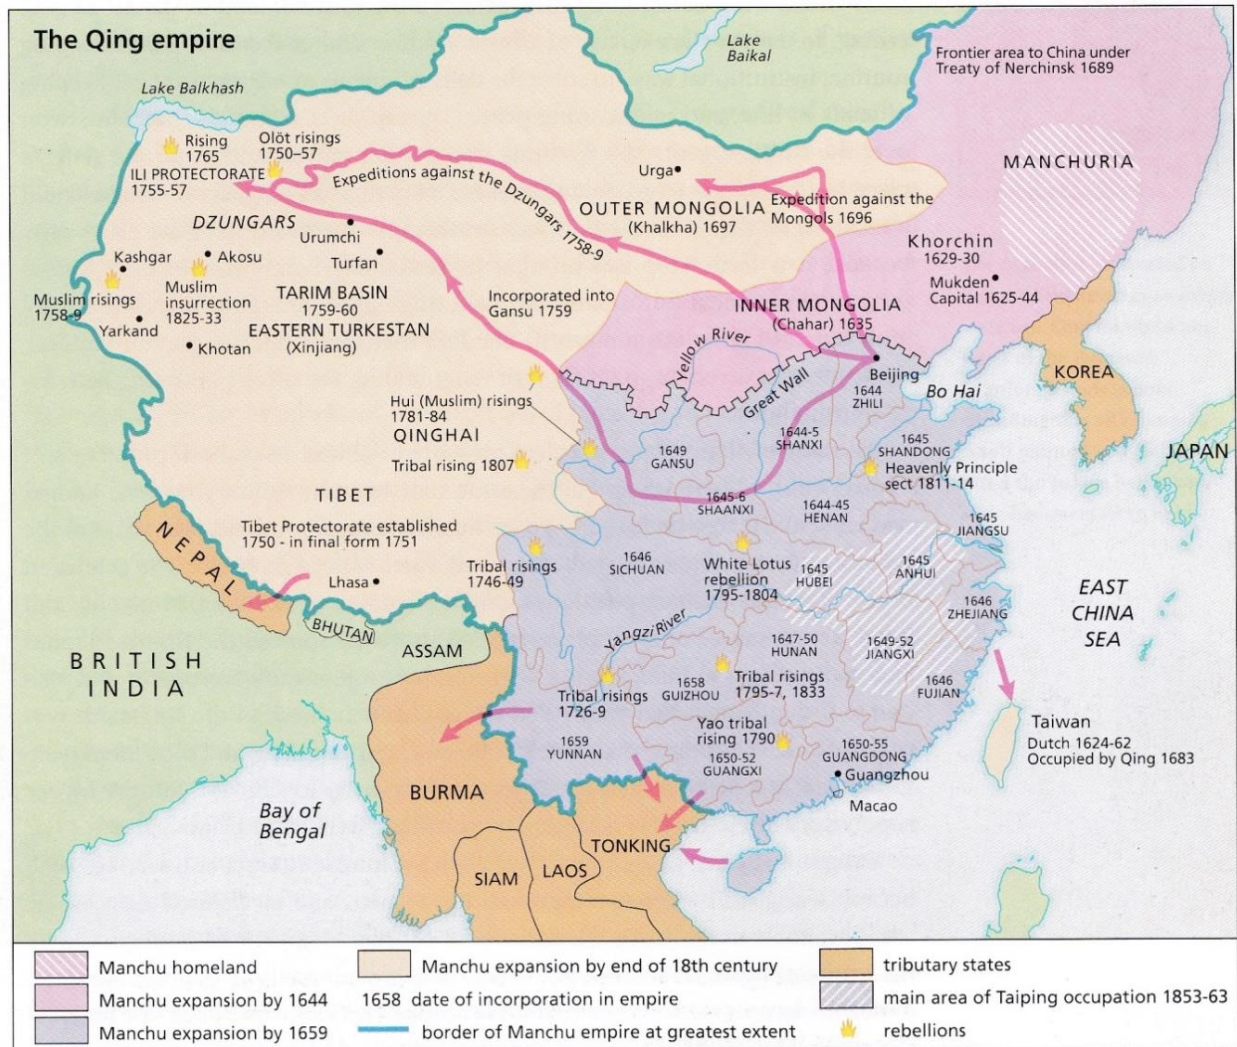 The Qing empire
Lake
Baikal
Frontier area to China under
Treaty of Nerchinsk 1689
Lake Balkhash
Rising
1765
Olöt risings
1750–57
ILI PROTECTORATE
1755-57
Expeditions against the Dzungars 1758-9
Urga
MANCHURIA
OUTER MONGOLIA
(Khalkha) 1697
Expedition against the
Mongols 1696
DZUNGARS
Urumchi
Turfan
Khorchin
1629-30
Kashgar
Akosu
Mukden
Capital 1625-44
Muslim risings
1758-9
Muslim
insurrection
1825-33
TARIM BASIN
1759-60
Incorporated into
Gansu 1759
INNER MONGOLIA
(Chahar) 1635
Yarkand
EASTERN TURKESTAN
(Xinjiang)
Khotan
Yellow River
Great Wall
Beijing
KOREA
1644
ZHILI
Bo Hai
Hui (Muslim) risings
1781-84
QINGHAI
1649
GANSU
1644-5
SHANXI
1645
SHANDONG
JAPAN
Tribal rising 1807
Heavenly Principle
sect 1811-14
TIBET
1645-6
SHAANXI
1644-45
HENAN
1645
JIANGSU
NEPAL
Tibet Protectorate established
1750 - in final form 1751
Lhasa
Tribal risings
1746-49
1646
SICHUAN
White Lotus
rebellion
1795-1804
1645
HUBEI
1645
ANHUI
1646
ZHEJIANG
EAST
CHINA
SEA
BHUTAN
ASSAM
Yangzi River
1647-50
HUNAN
1649-52
JIANGXI
BRITISH
INDIA
Tribal risings
1726-9
1658
GUIZHOU
Tribal risings
1795-7, 1833
1646
FUJIAN
Yao tribal
rising 1790
1659
YUNNAN
1650-52
GUANGXI
1650-55
GUANGDONG
Guangzhou
Macao
Taiwan
Dutch 1624-62
Occupied by Qing 1683
Bay of
Bengal
BURMA
TONKING
SIAM
LAOS
Manchu homeland
Manchu expansion by 1644
Manchu expansion by 1659
Manchu expansion by end of 18th century
1658 date of incorporation in empire
border of Manchu empire at greatest extent
tributary states
main area of Taiping occupation 1853-63
rebellions